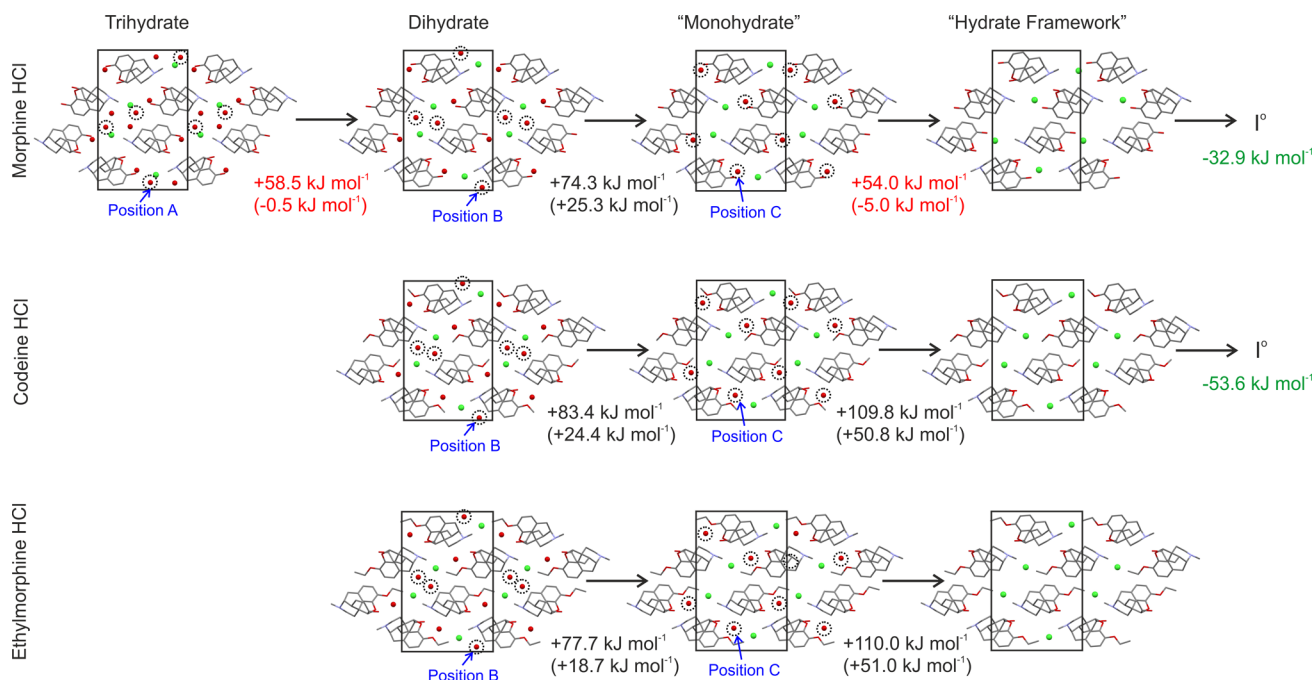 Trihydrate
Dihydrate
“Monohydrate”
“Hydrate Framework”
Morphine HCl
+58.5 kJ mol⁻¹
(-0.5 kJ mol⁻¹)
+74.3 kJ mol⁻¹
(+25.3 kJ mol⁻¹)
+54.0 kJ mol⁻¹
(-5.0 kJ mol⁻¹)
I°
-32.9 kJ mol⁻¹
Position A
Position B
Position C
Codeine HCl
+83.4 kJ mol⁻¹
(+24.4 kJ mol⁻¹)
+109.8 kJ mol⁻¹
(+50.8 kJ mol⁻¹)
I°
-53.6 kJ mol⁻¹
Position B
Position C
Ethylmorphine HCl
+77.7 kJ mol⁻¹
(+18.7 kJ mol⁻¹)
+110.0 kJ mol⁻¹
(+51.0 kJ mol⁻¹)
Position B
Position C